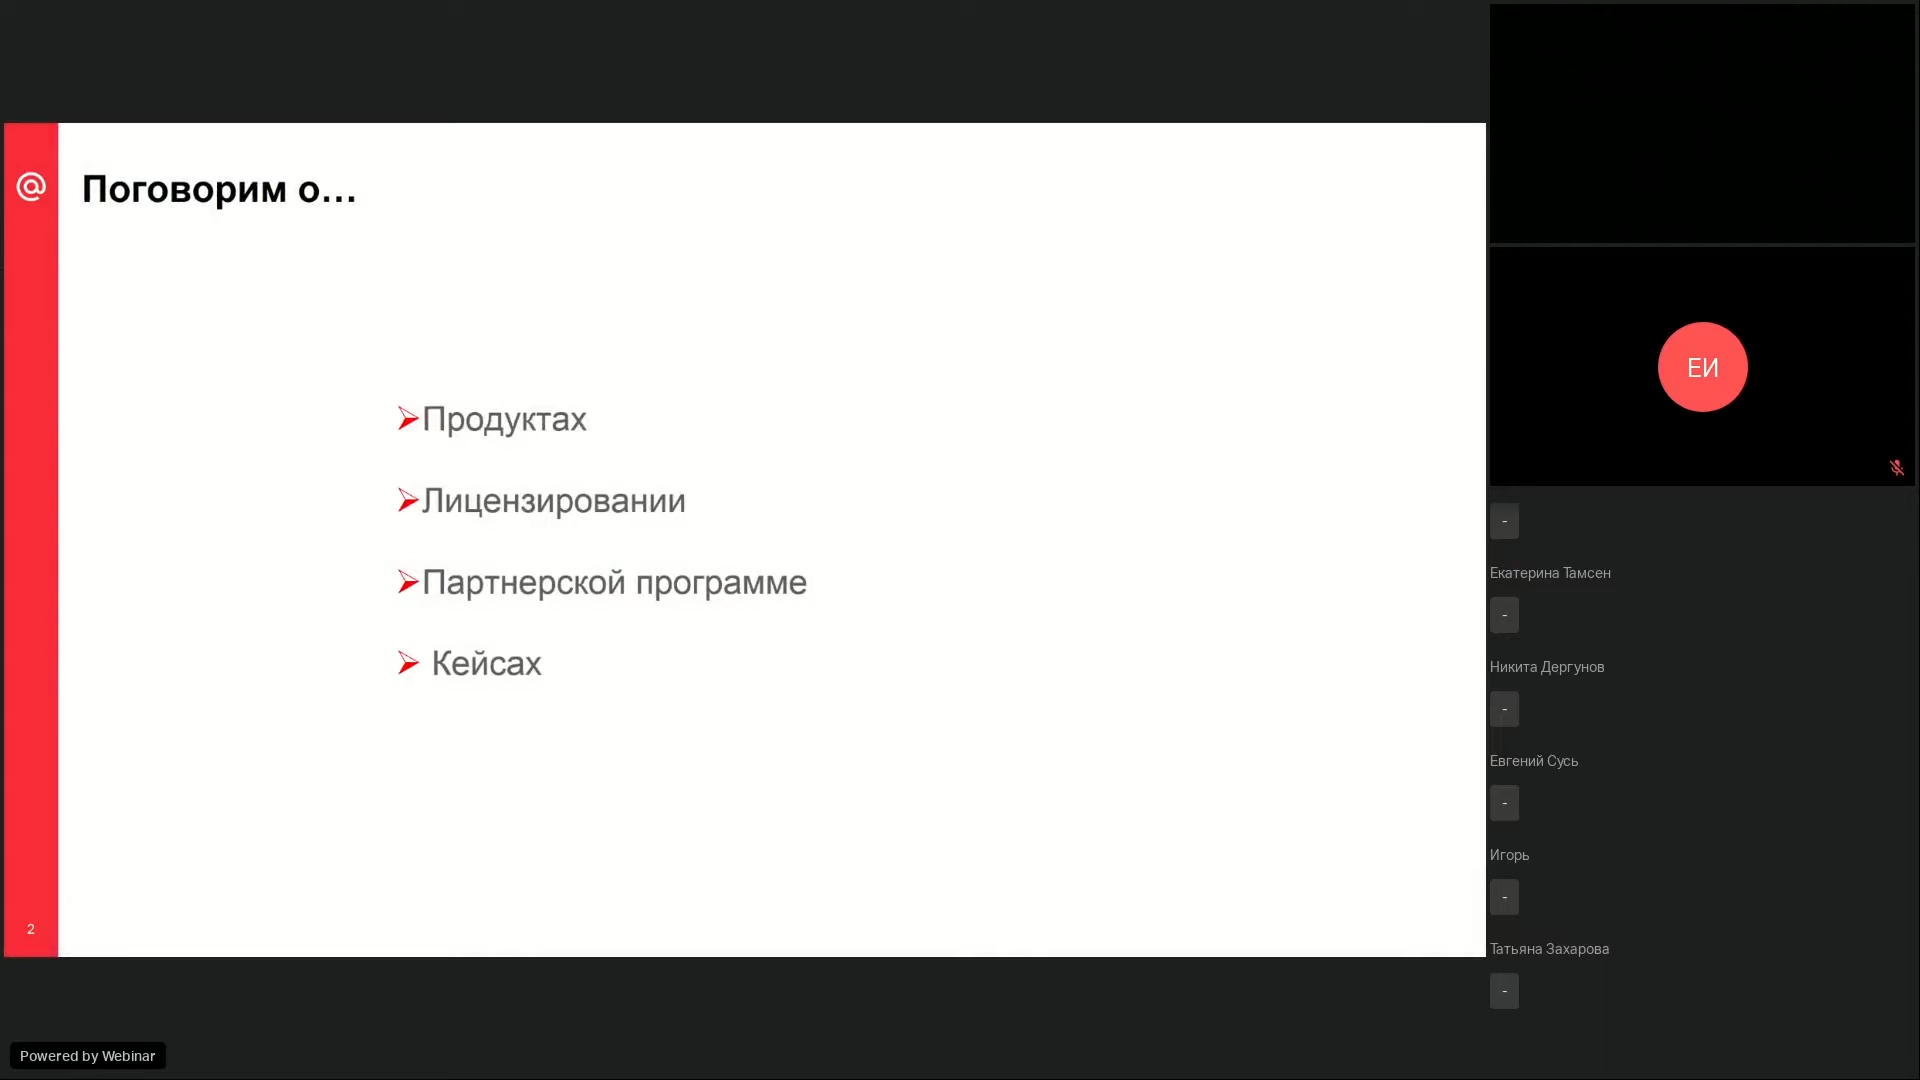 @
Поговорим о...
Продуктах
Лицензировании
Партнерской программе
Кейсах
2
ЕИ
-
Екатерина Тамсен
-
Никита Дергунов
-
Евгений Сусь
-
Игорь
-
Татьяна Захарова
-
Powered by Webinar